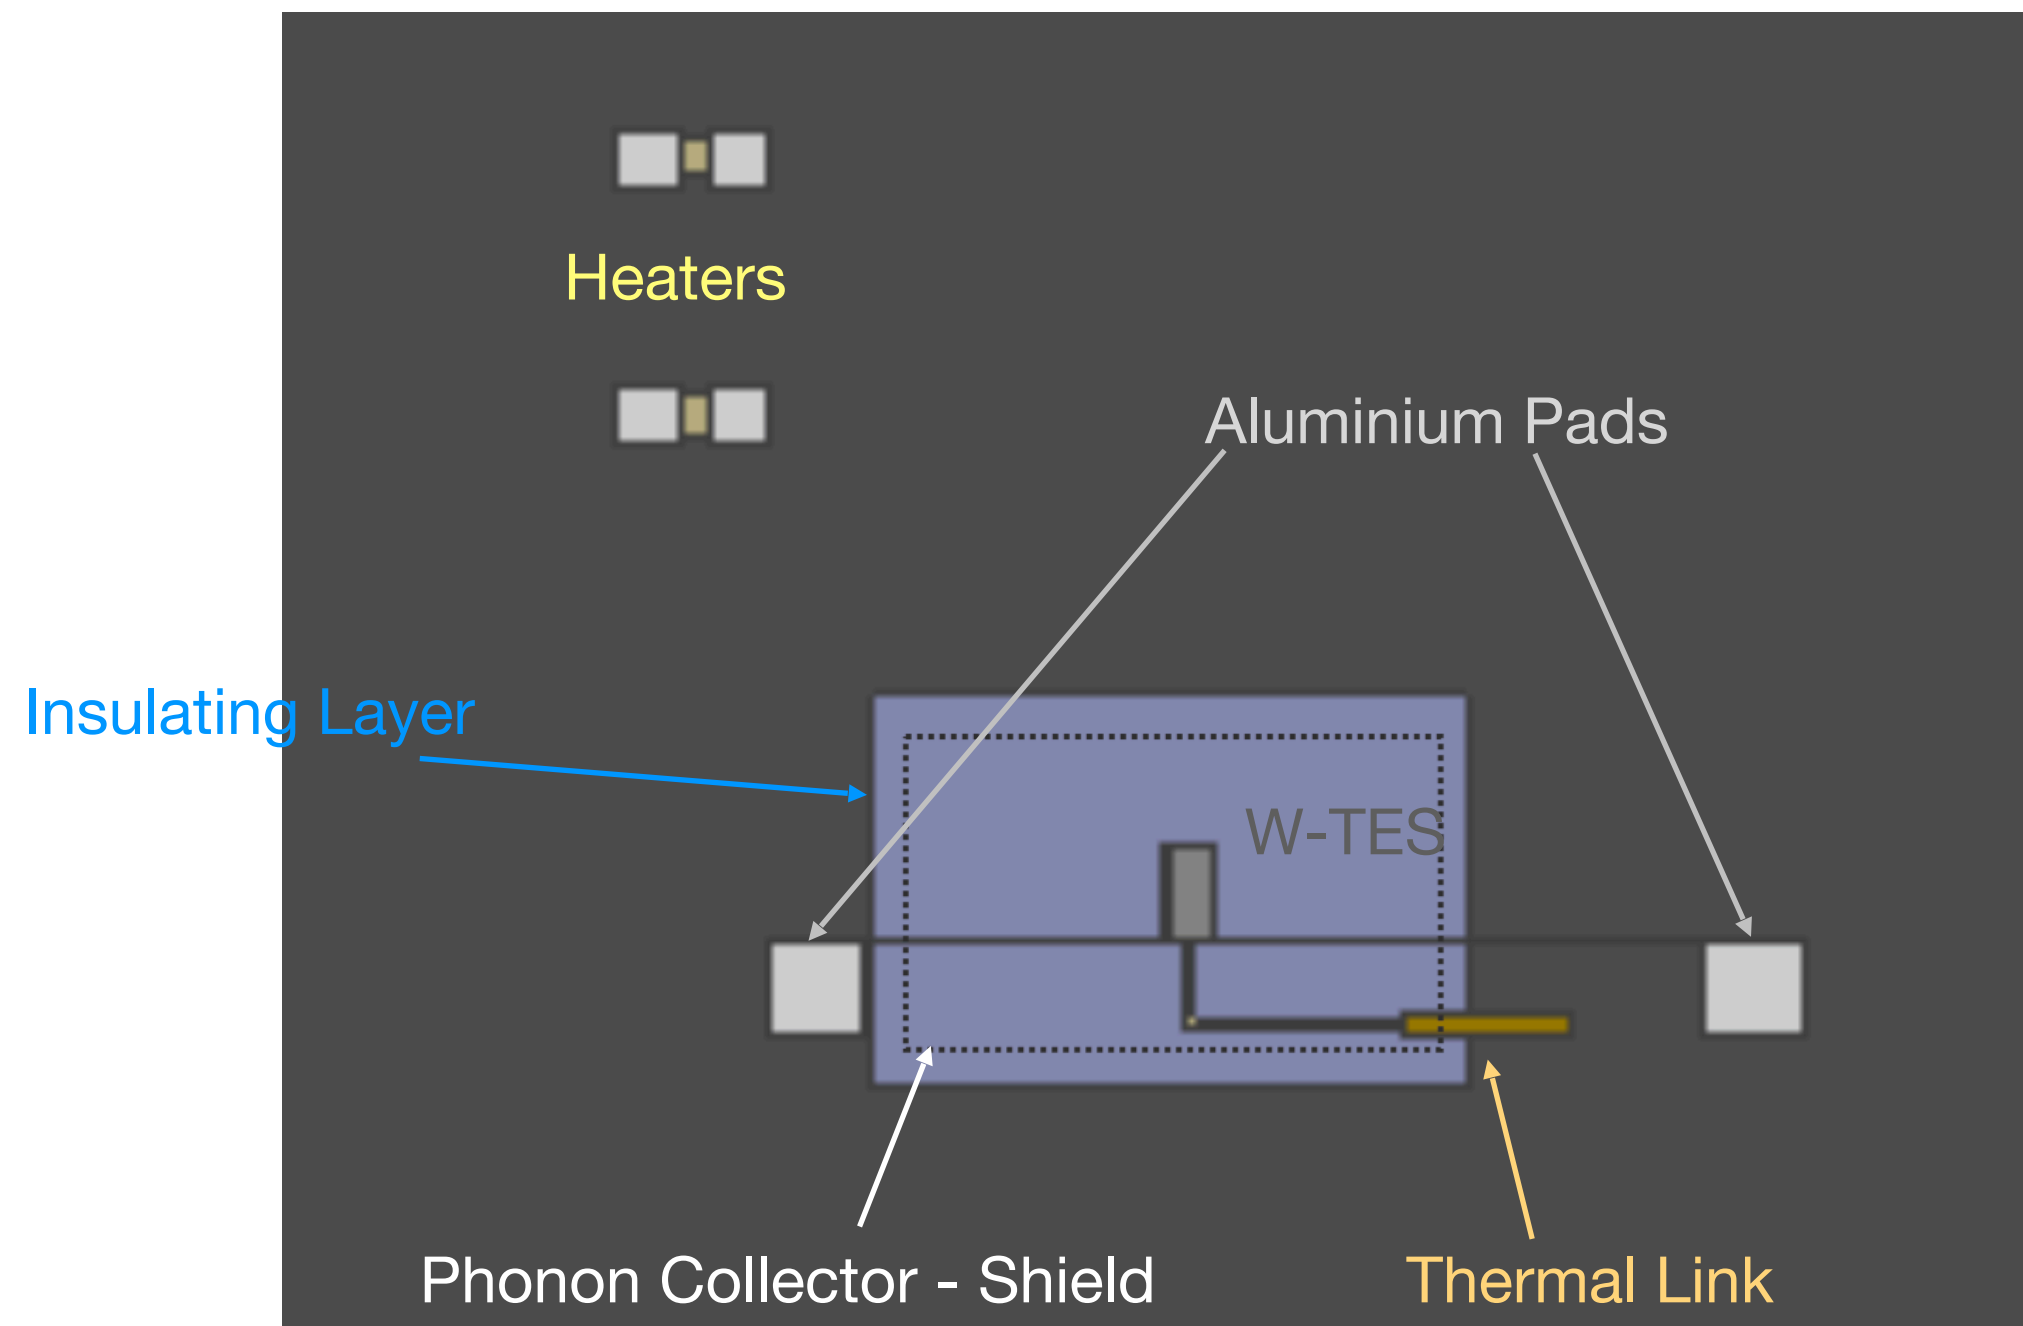 Heaters
Aluminium Pads
Insulating Layer
W-TES
Phonon Collector - Shield
Thermal Link